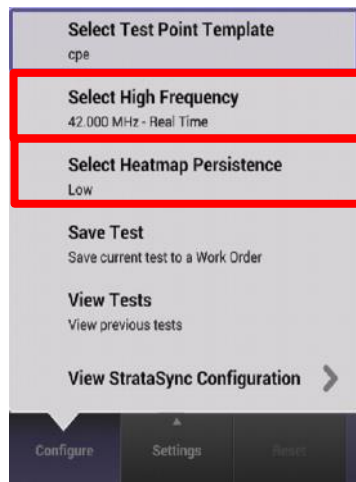 Select Test Point Template
cpe
Select High Frequency
42.000 MHz - Real Time
Select Heatmap Persistence
Low
Save Test
Save current test to a Work Order
View Tests
View previous tests
View StrataSync Configuration
Configure
Settings
Reset